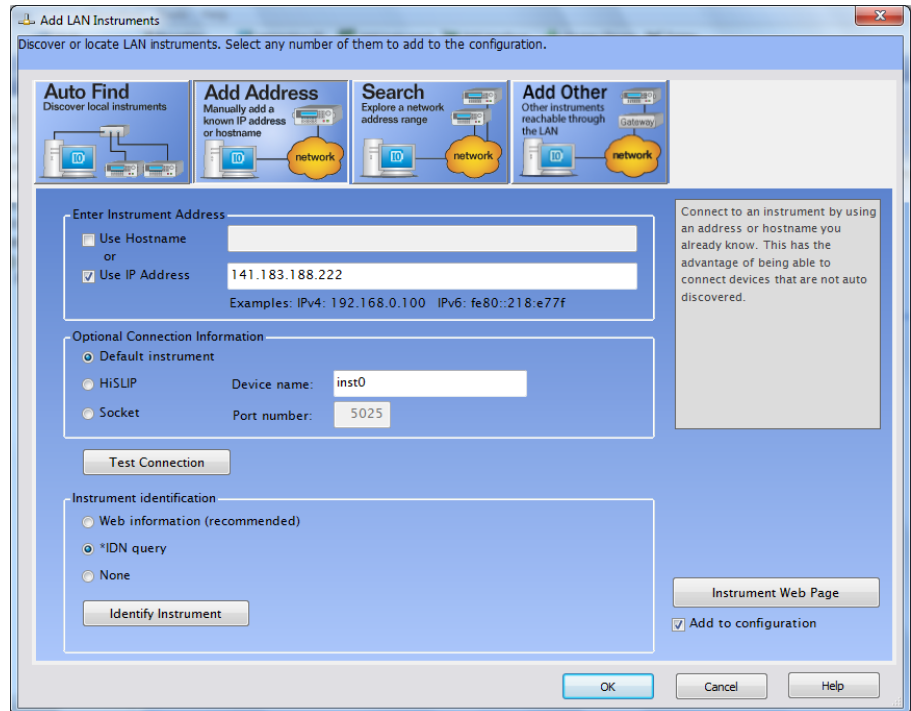 Add LAN Instruments
Discover or locate LAN instruments. Select any number of them to add to the configuration.
Auto Find
Discover local instruments
IO
Add Address
Manually add a
known IP address
or hostname
IO
network
Search
Explore a network
address range
IO
network
Add Other
Other instruments
reachable through
the LAN
Gateway
IO
network
Enter Instrument Address
Use Hostname
or
Use IP Address
141.183.188.222
Examples: IPv4: 192.168.0.100 IPv6: fe80::218:e77f
Optional Connection Information
Default instrument
HiSLIP
Device name:
inst0
Socket
Port number:
5025
Test Connection
Instrument identification
Web information (recommended)
*IDN query
None
Identify Instrument
Connect to an instrument by using
an address or hostname you
already know. This has the
advantage of being able to
connect devices that are not auto
discovered.
Instrument Web Page
Add to configuration
OK
Cancel
Help